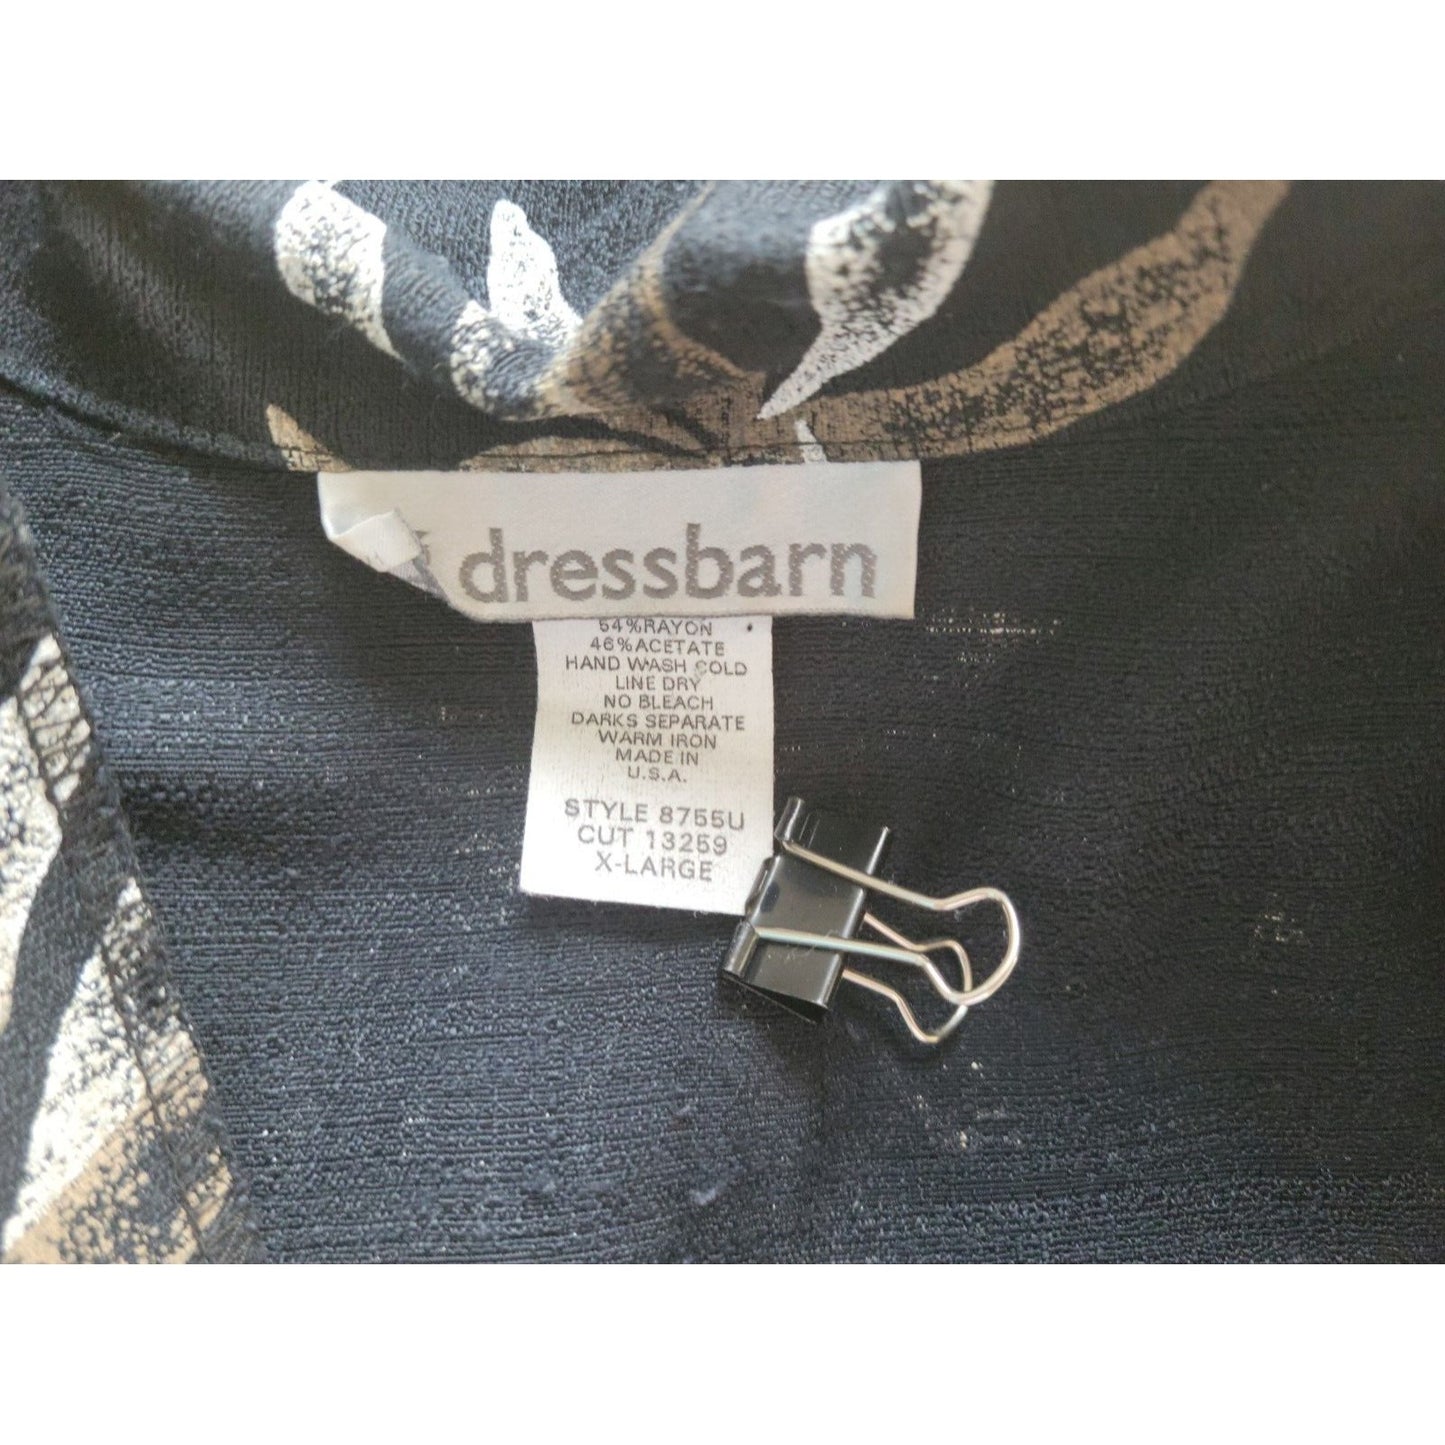 dressbarn
54%RAYON
46%ACETATE
HAND WASH COLD
LINE DRY
NO BLEACH
DARKS SEPARATE
WARM IRON
MADE IN
U.S.A.
STYLE 8755U
CUT 13259
X-LARGE